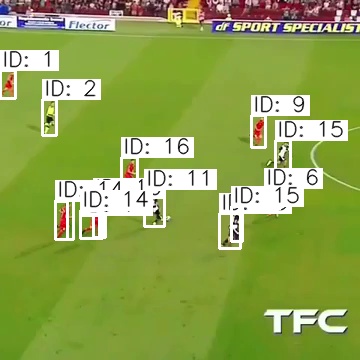 Flector
df SPORT SPECIALIST
ID: 1
ID: 2
ID: 9
ID: 15
ID: 16
ID: 11
ID: 6
ID: 14
ID: 15
TFC